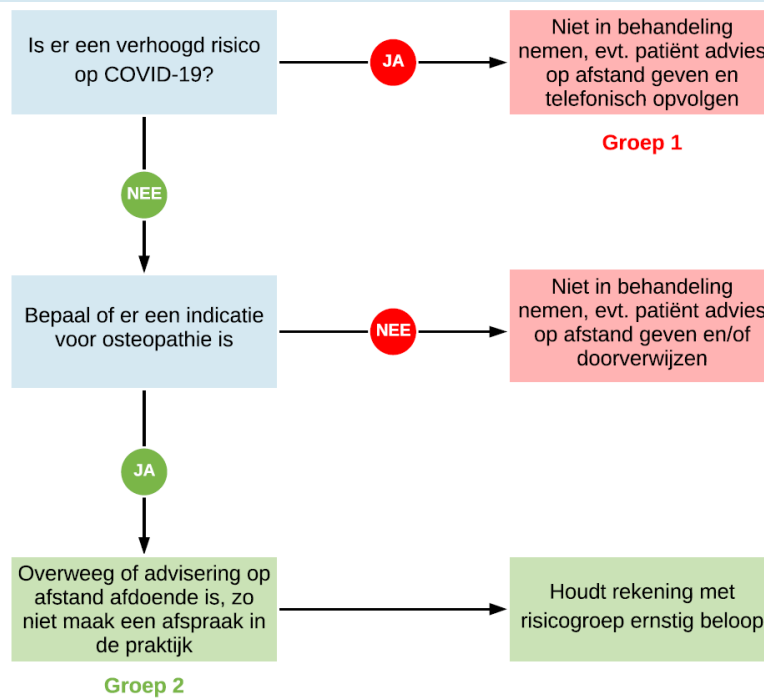 Is er een verhoogd risico
op COVID-19?
JA
Niet in behandeling
nemen, evt. patiënt advies
op afstand geven en
telefonisch opvolgen
Groep 1
NEE
Bepaal of er een indicatie
voor osteopathie is
NEE
Niet in behandeling
nemen, evt. patiënt advies
op afstand geven en/of
doorverwijzen
JA
Overweeg of advisering op
afstand afdoende is, zo
niet maak een afspraak in
de praktijk
Groep 2
Houdt rekening met
risicogroep ernstig beloop